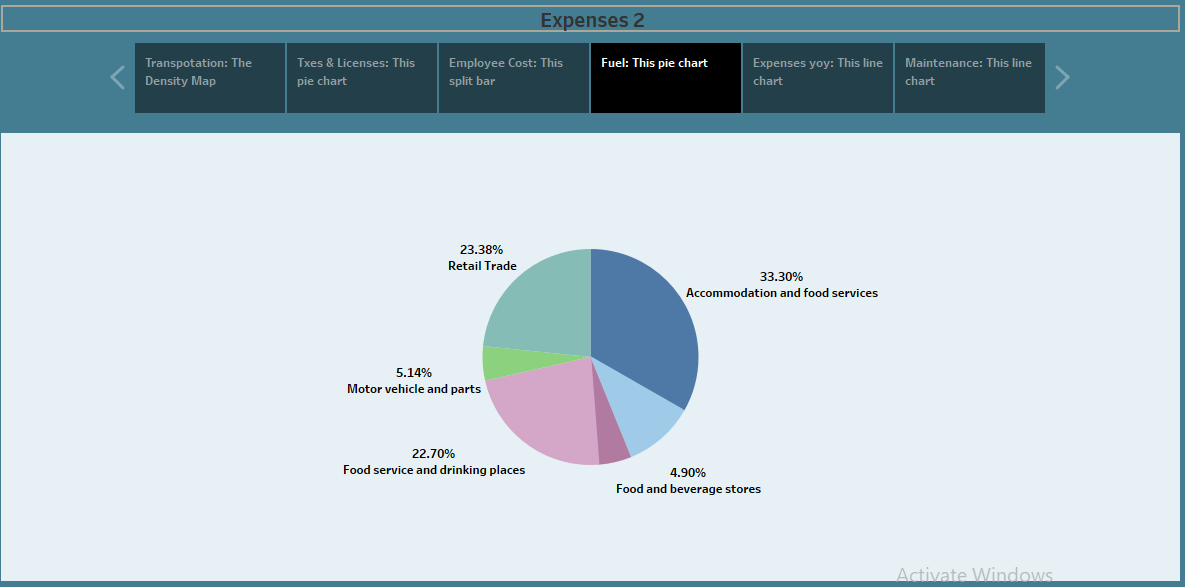 Expenses 2
Transpotation: The
Density Map
Txes & Licenses: This
pie chart
Employee Cost: This
split bar
Fuel: This pie chart
Expenses yoy: This line
chart
Maintenance: This line
chart
23.38%
Retail Trade
33.30%
Accommodation and food services
5.14%
Motor vehicle and parts
22.70%
Food service and drinking places
4.90%
Food and beverage stores
Activate Windows